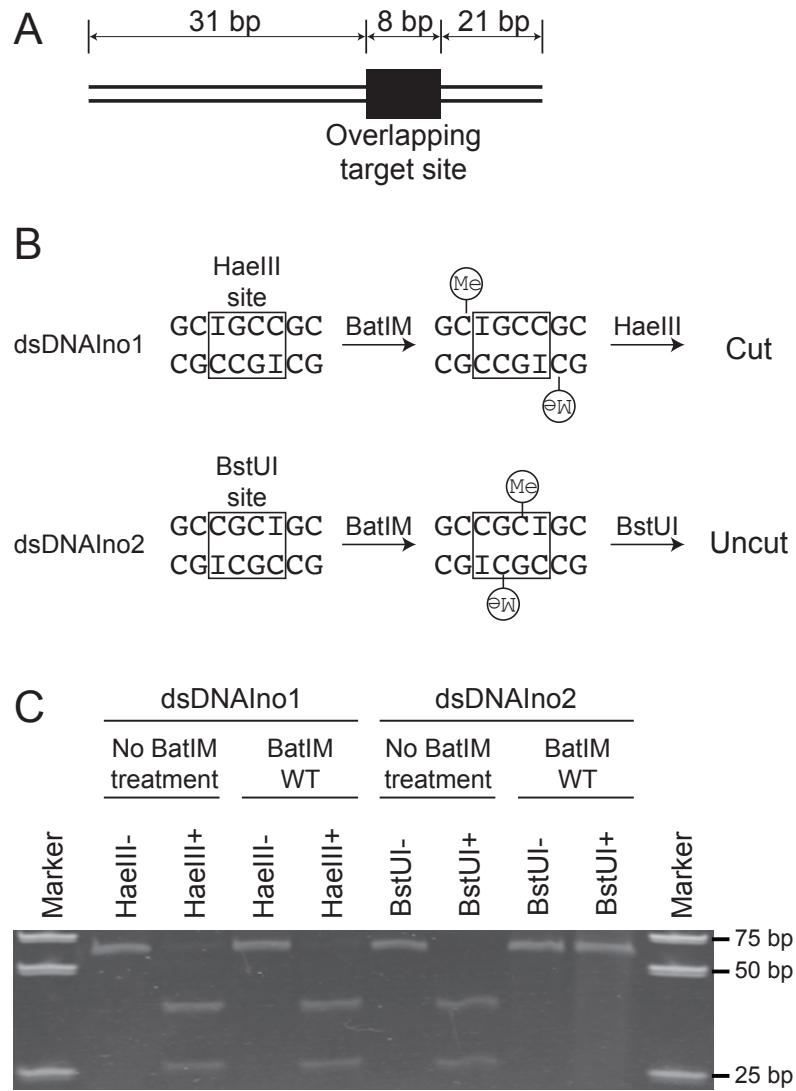 A
31 bp
8 bp
21 bp
Overlapping
target site
B
HaeIII
site
dsDNAIno1
GCIGCCGC
CGCCGICG
BatIM
Me
GCIGCCGC
CGCCGICG
Me
HaeIII
Cut
BstUI
site
dsDNAIno2
GCCGCIGC
CGICGCCG
BatIM
Me
GCCGCIGC
CGICGCCG
Me
BstUI
Uncut
C
dsDNAIno1
dsDNAIno2
No BatIM
treatment
BatIM
WT
No BatIM
treatment
BatIM
WT
Marker
HaeIII-
HaeIII+
HaeIII-
HaeIII+
BstUI-
BstUI+
BstUI-
BstUI+
Marker
75 bp
50 bp
25 bp